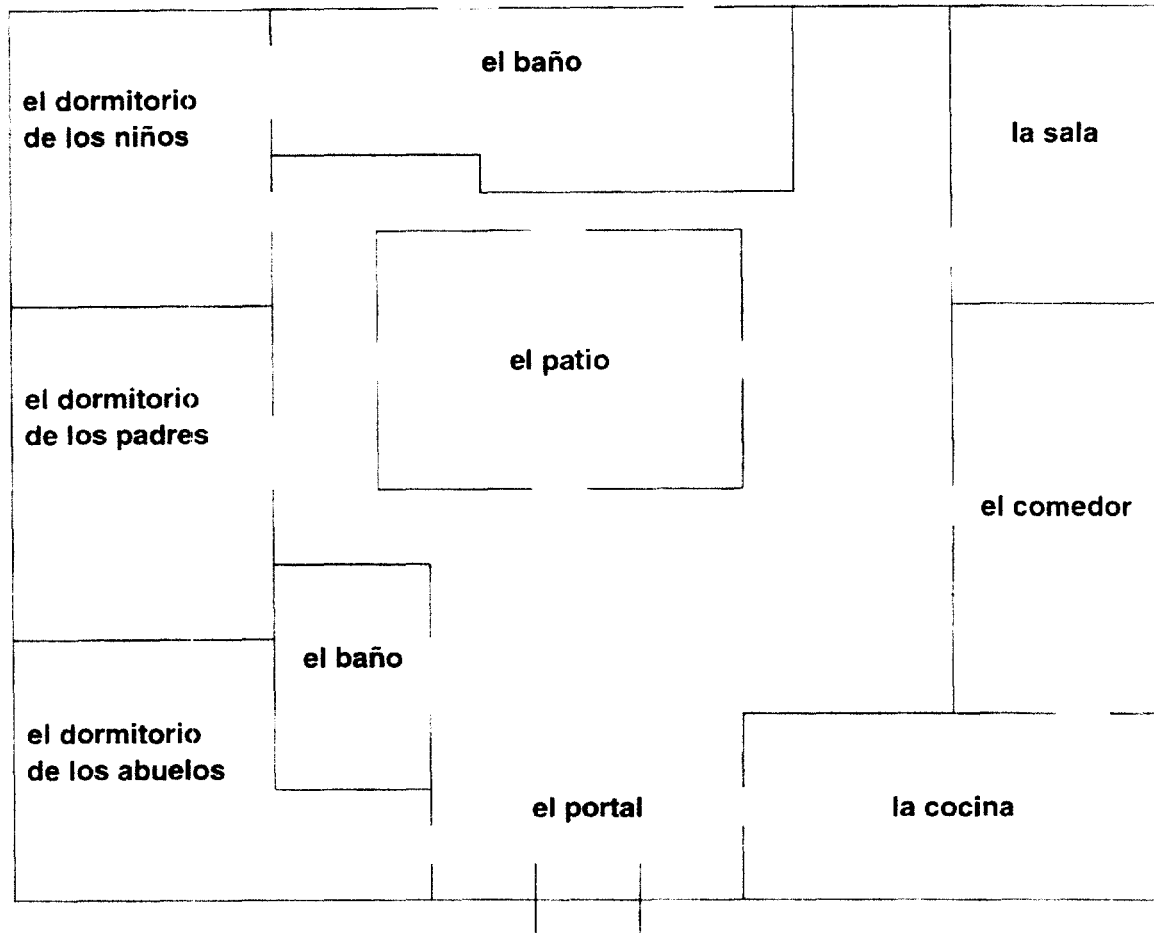 el baño
el dormitorio
de los niños
la sala
el patio
el dormitorio
de los padres
el comedor
el baño
el dormitorio
de los abuelos
el portal
la cocina